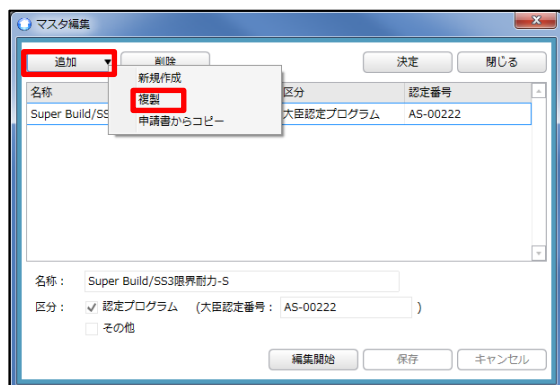 マスタ編集
追加 ▼ 削除 決定 閉じる
新規作成
複製
申請書からコピー
名称 区分 認定番号
Super Build/SS 大臣認定プログラム AS-00222
名称： Super Build/SS3限界耐力-S
区分： ✓ 認定プログラム （大臣認定番号： AS-00222 ）
その他
編集開始 保存 キャンセル